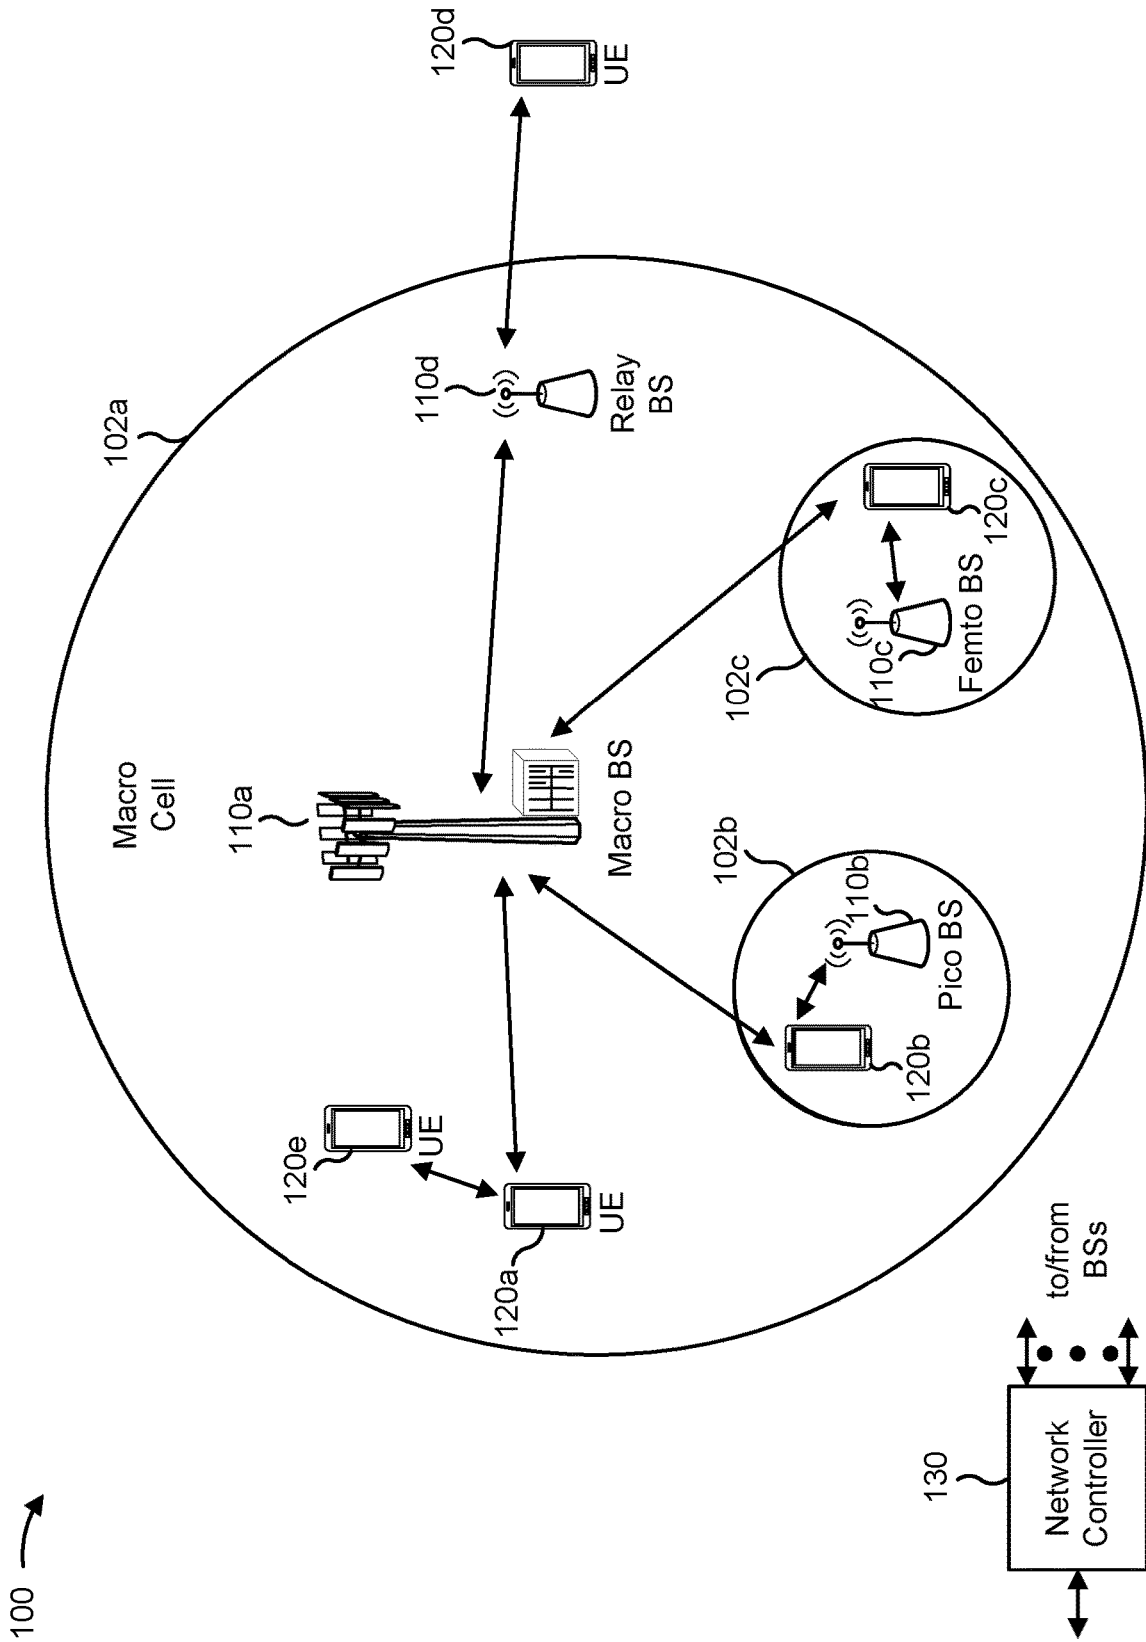 100
102a
Macro
Cell
110a
120d
UE
110d
Relay
BS
120e
UE
120a
UE
Macro BS
102b
110b
Pico BS
120b
102c
110c
Femto BS
120c
130
Network
Controller
to/from
BSs